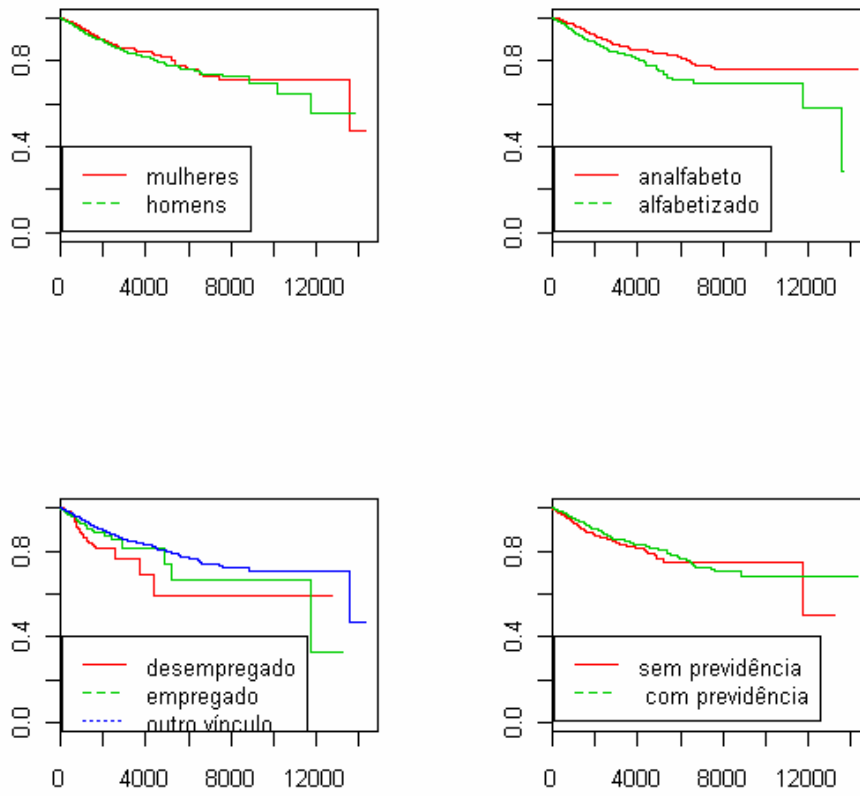 0.8
0.4
0.0
mulheres
homens
0 4000 8000 12000
0.8
0.4
0.0
analfabeto
alfabetizado
0 4000 8000 12000
0.8
0.4
0.0
desempregado
empregado
outro vínculo
0 4000 8000 12000
0.8
0.4
0.0
sem previdência
com previdência
0 4000 8000 12000